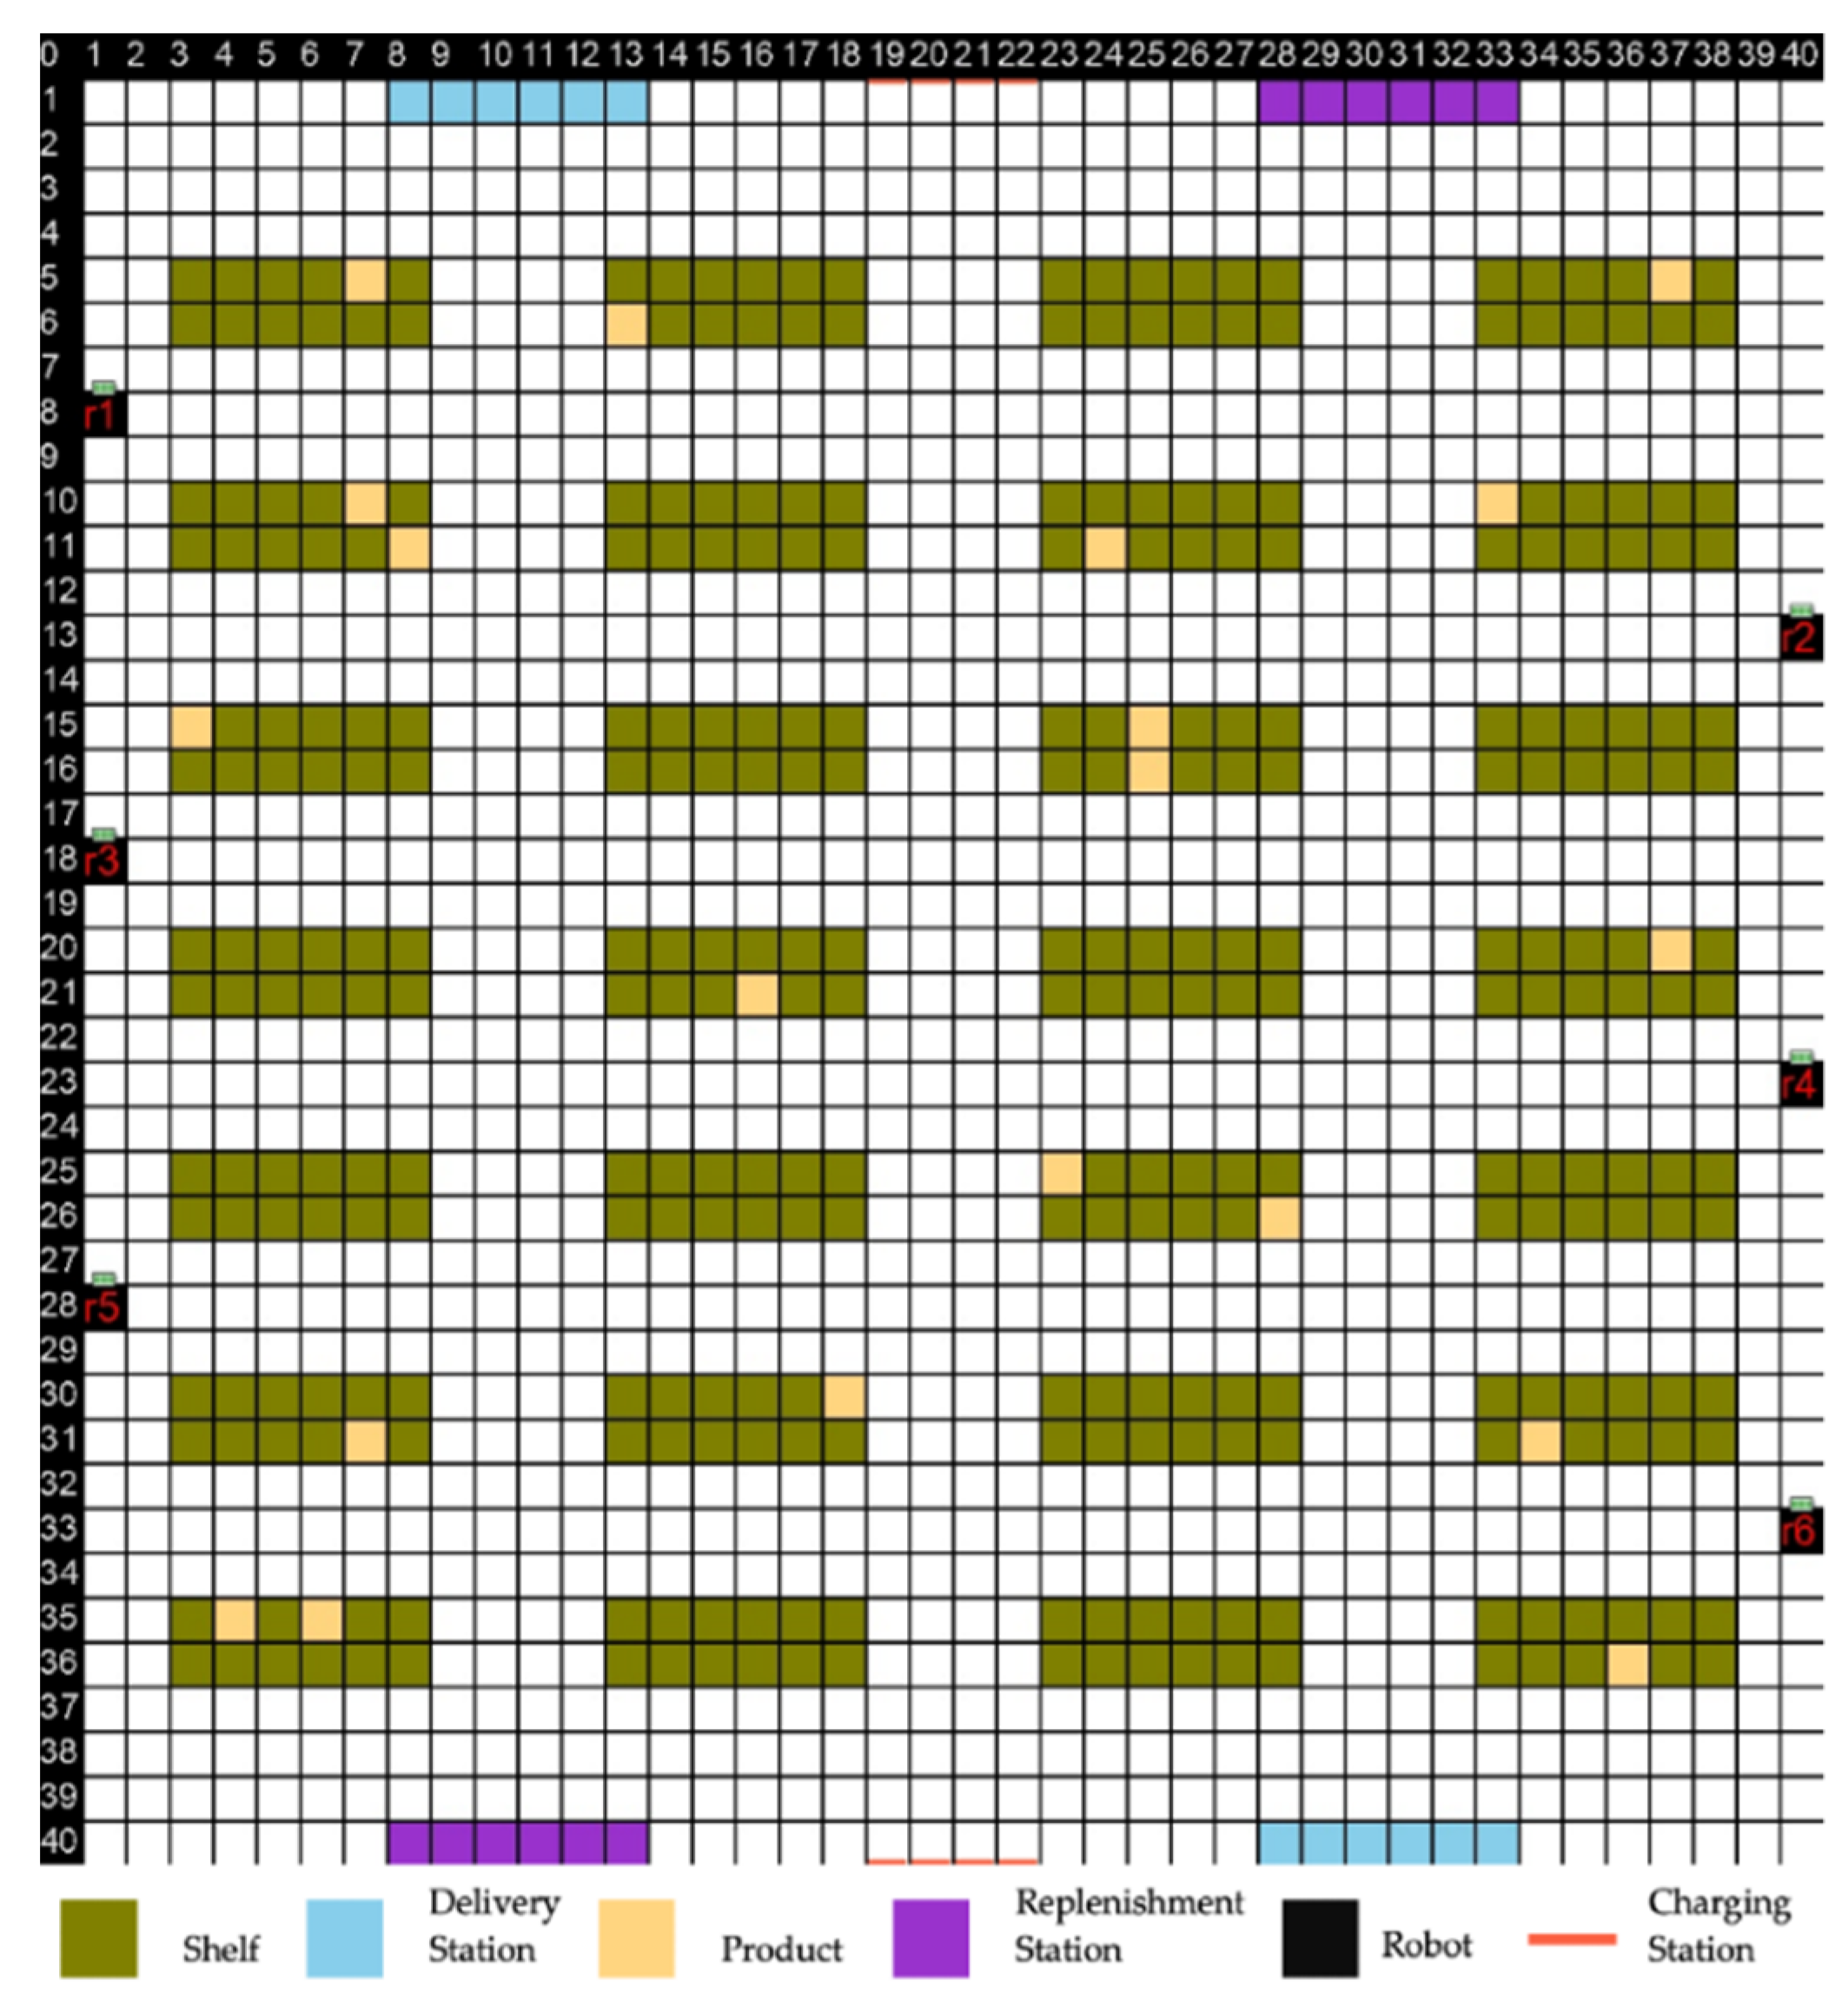 0 1 2 3 4 5 6 7 8 9 10 11 12 13 14 15 16 17 18 19 20 21 22 23 24 25 26 27 28 29 30 31 32 33 34 35 36 37 38 39 40
1
2
3
4
5
6
7
8 r1
9
10
11
12
13 r2
14
15
16
17
18 r3
19
20
21
22
23 r4
24
25
26
27
28 r5
29
30
31
32
33 r6
34
35
36
37
38
39
40
Shelf
Delivery
Station
Product
Replenishment
Station
Robot
Charging
Station